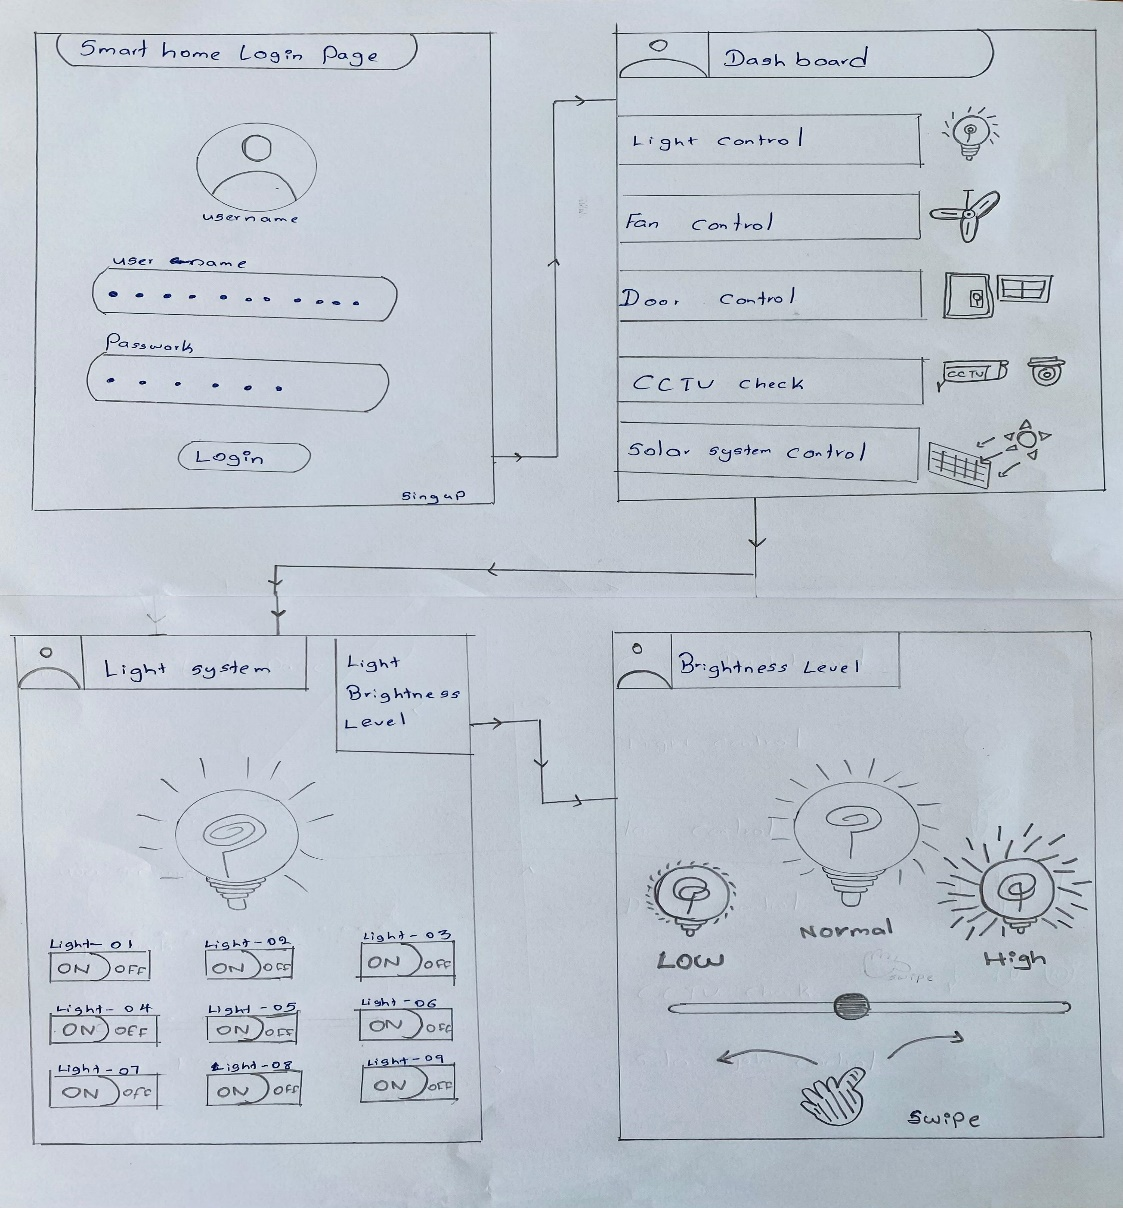 Smart home Login Page
username
user name
Passwork
Login
Singup
Dashboard
Light control
Fan control
Door control
CCTV check
CCTV
Solar system control
Light system
Light
Brightness
Level
Light-01
ON OFF
Light-02
ON OFF
Light-03
ON OFF
Light-04
ON OFF
Light-05
ON OFF
Light-06
ON OFF
Light-07
ON OFF
Light-08
ON OFF
Light-09
ON OFF
Brightness Level
Low
Normal
High
swipe
Swipe